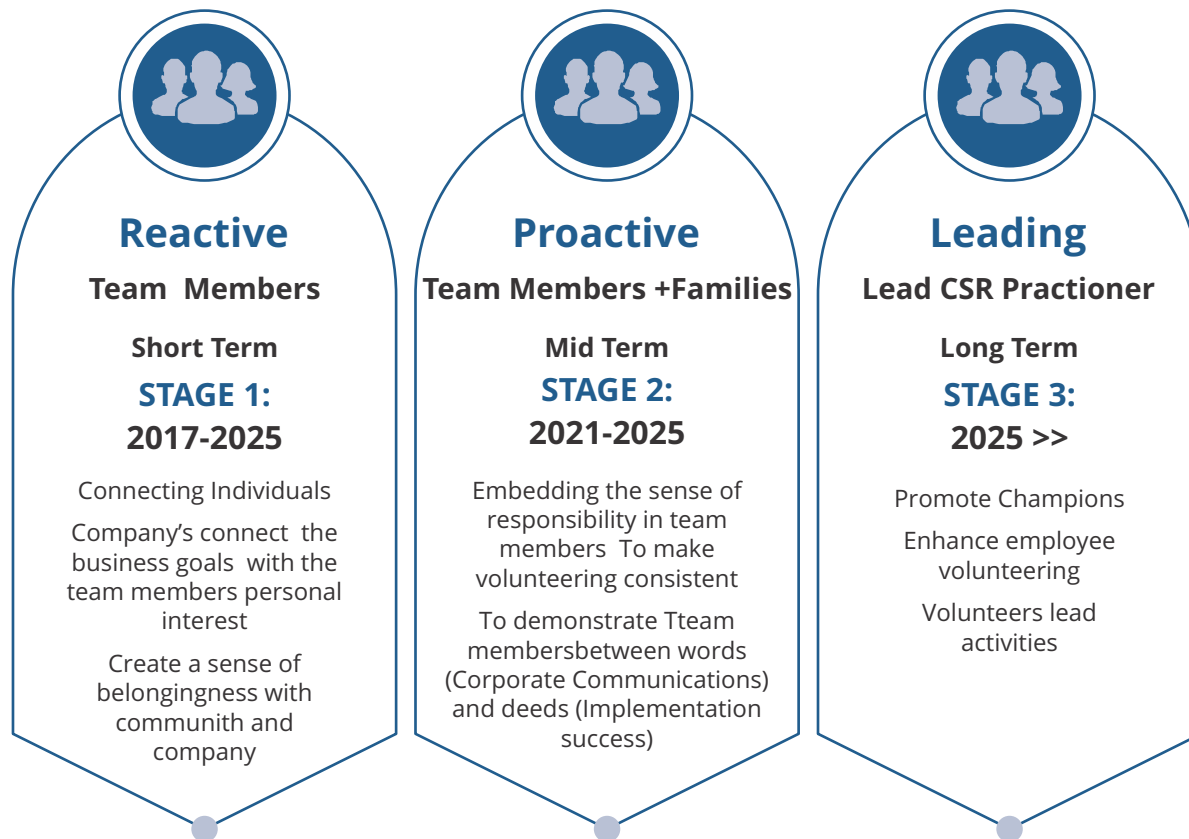 Reactive
Team  Members
Short Term
STAGE 1:
2017-2025
Connecting Individuals
Company’s connect  the
business goals  with the
team members personal
interest
Create a sense of
belongingness with
communith and
company
Proactive
Team Members +Families
Mid Term
STAGE 2:
2021-2025
Embedding the sense of
responsibility in team
members  To make
volunteering consistent
To demonstrate Tteam
membersbetween words
(Corporate Communications)
and deeds (Implementation
success)
Leading
Lead CSR Practioner
Long Term
STAGE 3:
2025 >>
Promote Champions
Enhance employee
volunteering
Volunteers lead
activities